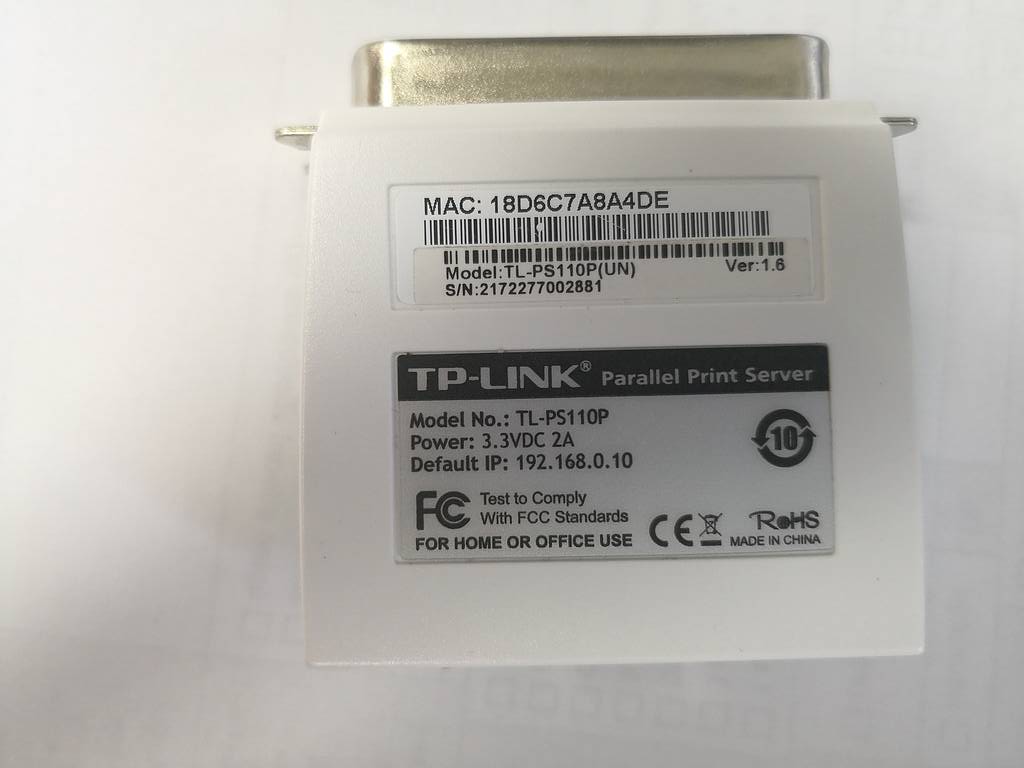 MAC: 18D6C7A8A4DE
Model:TL-PS110P(UN) Ver:1.6
S/N:2172277002881
TP-LINK® Parallel Print Server
Model No.: TL-PS110P
Power: 3.3VDC 2A
Default IP: 192.168.0.10
10
FC Test to Comply
With FCC Standards
FOR HOME OR OFFICE USE
CE RoHS
MADE IN CHINA